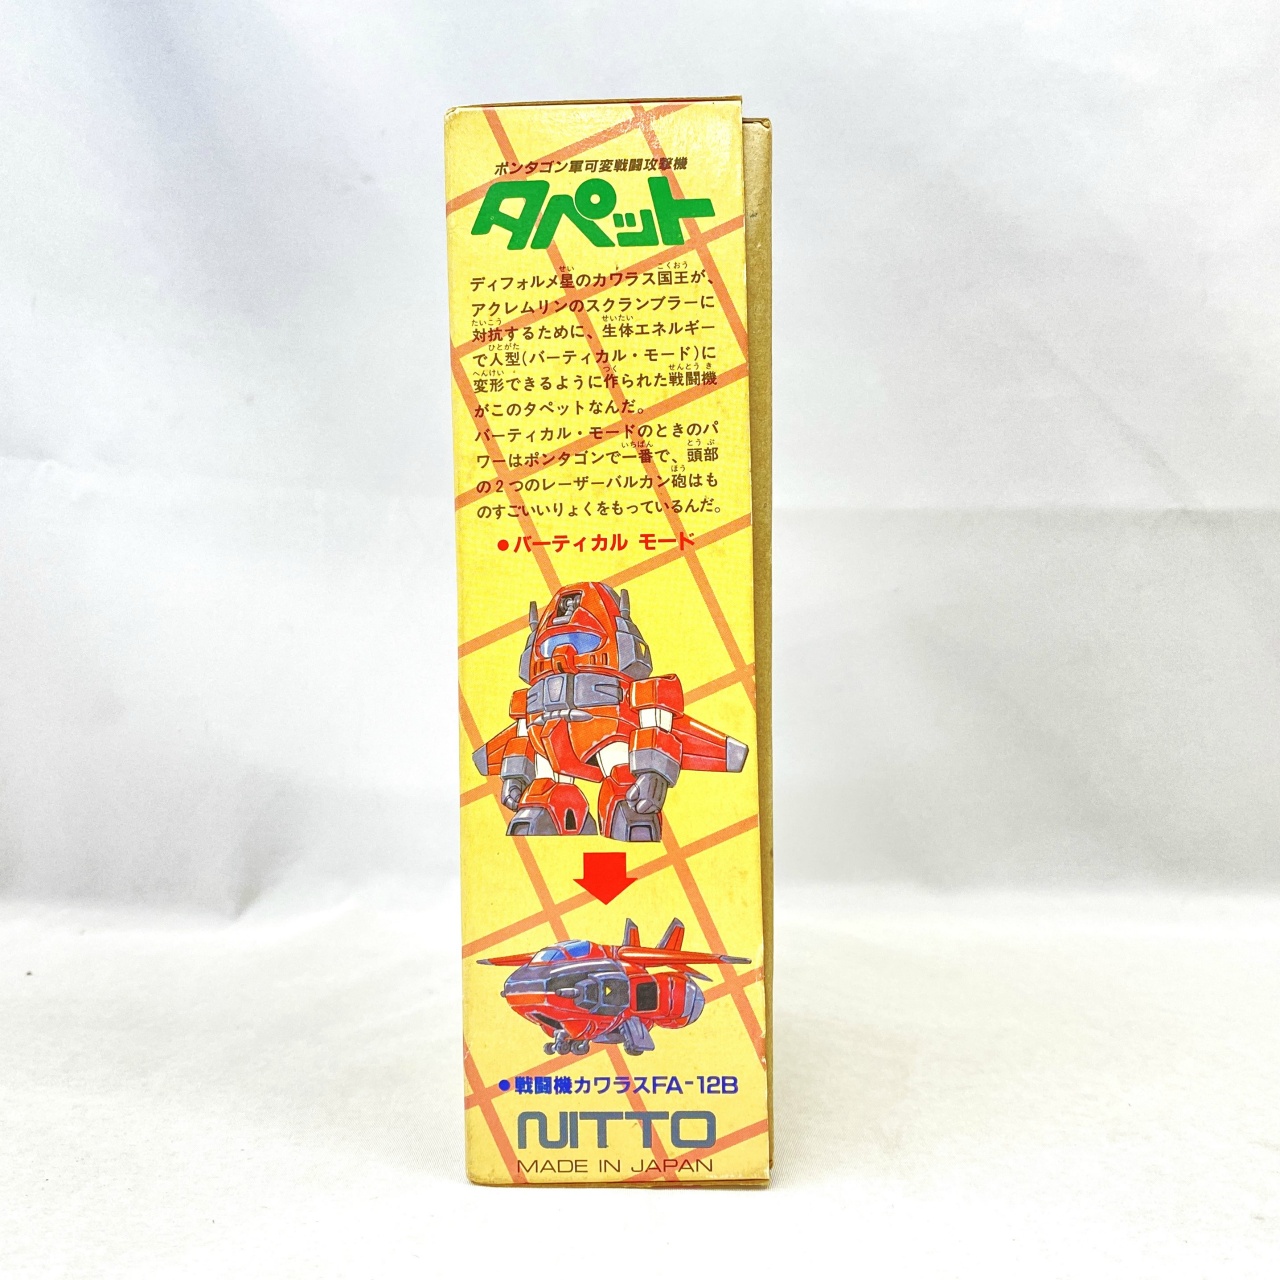 ポンタゴン軍可変戦闘攻撃機
タペット
ディフォルメ星のカワラス国王が、
アクレムリンのスクランブラーに
対抗するために、生体エネルギー
で人型(バーティカル・モード)に
変形できるように作られた戦闘機
がこのタペットなんだ。
バーティカル・モードのときのパ
ワーはポンタゴンで一番で、頭部
の2つのレーザーバルカン砲はも
のすごいいりょくをもっているんだ。
●バーティカル モード
●戦闘機カワラスFA-12B
NITTO
MADE IN JAPAN